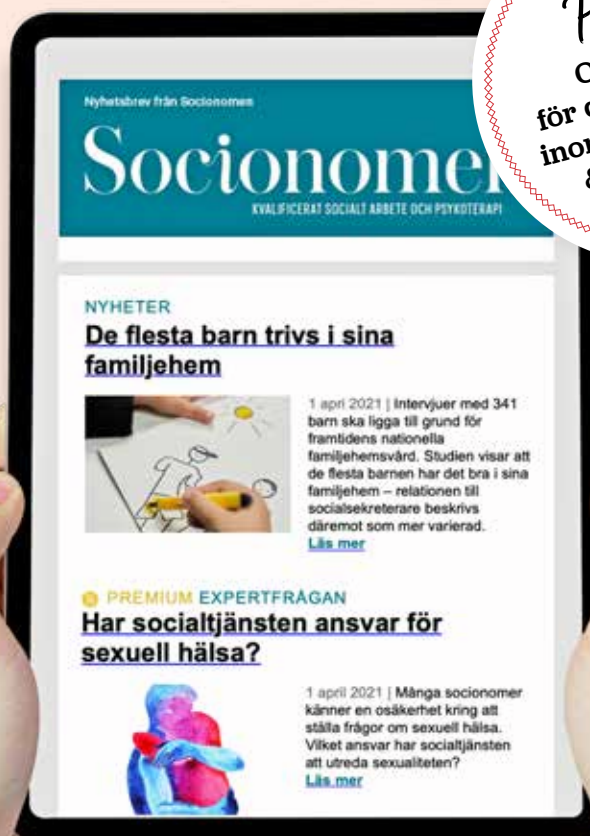 Nyhetsbrev från Socionomen
Socionomen
KVALIFICERAT SOCIALT ARBETE OCH PSYKOTERAPI
för
NYHETER
De flesta barn trivs i sina
familjehem
1 april 2021 | Intervjuer med 341
barn ska ligga till grund för
framtidens nationella
familjehemsvård. Studien visar att
de flesta barnen har det bra i sina
familjehem – relationen till
socialsekreterare beskrivs
däremot som mer varierad.
Läs mer
PREMIUM EXPERTFRÅGAN
Har socialtjänsten ansvar för
sexuell hälsa?
1 april 2021 | Många socionomer
känner en osäkerhet kring att
ställa frågor om sexuell hälsa.
Vilket ansvar har socialtjänsten
att utreda sexualiteten?
Läs mer